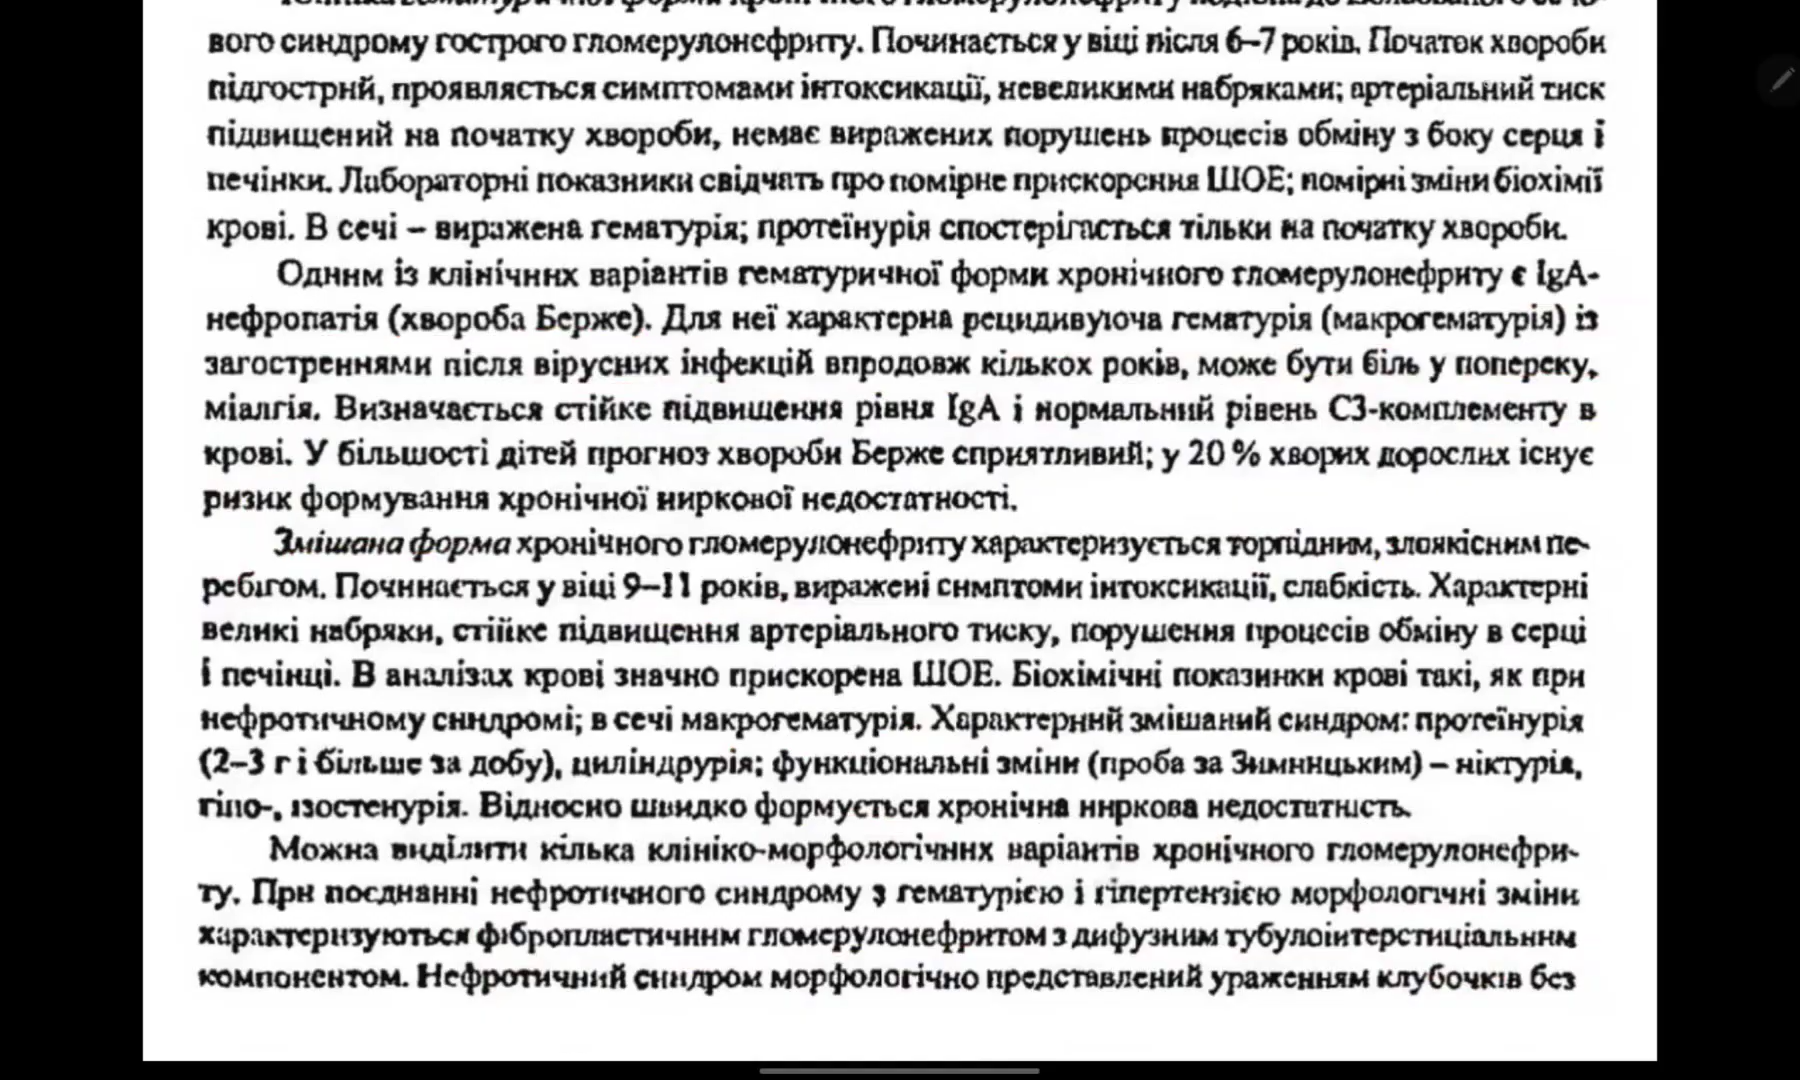 вого синдрому гострого гломерулонефриту. Починається у віці після 6–7 років. Початок хвороби
підгострий, проявляється симптомами інтоксикації, невеликими набряками; артеріальний тиск
підвищений на початку хвороби, немає виражених порушень процесів обміну з боку серця і
печінки. Лабораторні показники свідчать про помірне прискорення ШОЕ; помірні зміни біохімії
крові. В сечі – виражена гематурія; протеїнурія спостерігається тільки на початку хвороби.
Одним із клінічних варіантів гематуричної форми хронічного гломерулонефриту є IgA-
нефропатія (хвороба Берже). Для неї характерна рецидивуюча гематурія (макрогематурія) із
загостреннями після вірусних інфекцій впродовж кількох років, може бути біль у попереку,
міалгія. Визначається стійке підвищення рівня IgA і нормальний рівень С3-комплементу в
крові. У більшості дітей прогноз хвороби Берже сприятливий; у 20 % хворих дорослих існує
ризик формування хронічної ниркової недостатності.
Змішана форма хронічного гломерулонефриту характеризується торпідним, злоякісним пе-
ребігом. Починається у віці 9–11 років, виражені симптоми інтоксикації, слабкість. Характерні
великі набряки, стійке підвищення артеріального тиску, порушення процесів обміну в серці
і печінці. В аналізах крові значно прискорена ШОЕ. Біохімічні показники крові такі, як при
нефротичному синдромі; в сечі макрогематурія. Характерний змішаний синдром: протеїнурія
(2–3 г і більше за добу), циліндрурія; функціональні зміни (проба за Зимницьким) – ніктурія,
гіпо-, ізостенурія. Відносно швидко формується хронічна ниркова недостатність.
Можна виділити кілька клініко-морфологічних варіантів хронічного гломерулонефри-
ту. При поєднанні нефротичного синдрому з гематурією і гіпертензією морфологічні зміни
характеризуються фібропластичним гломерулонефритом з дифузним тубулоінтерстиціальним
компонентом. Нефротичний синдром морфологічно представлений ураженням клубочків без